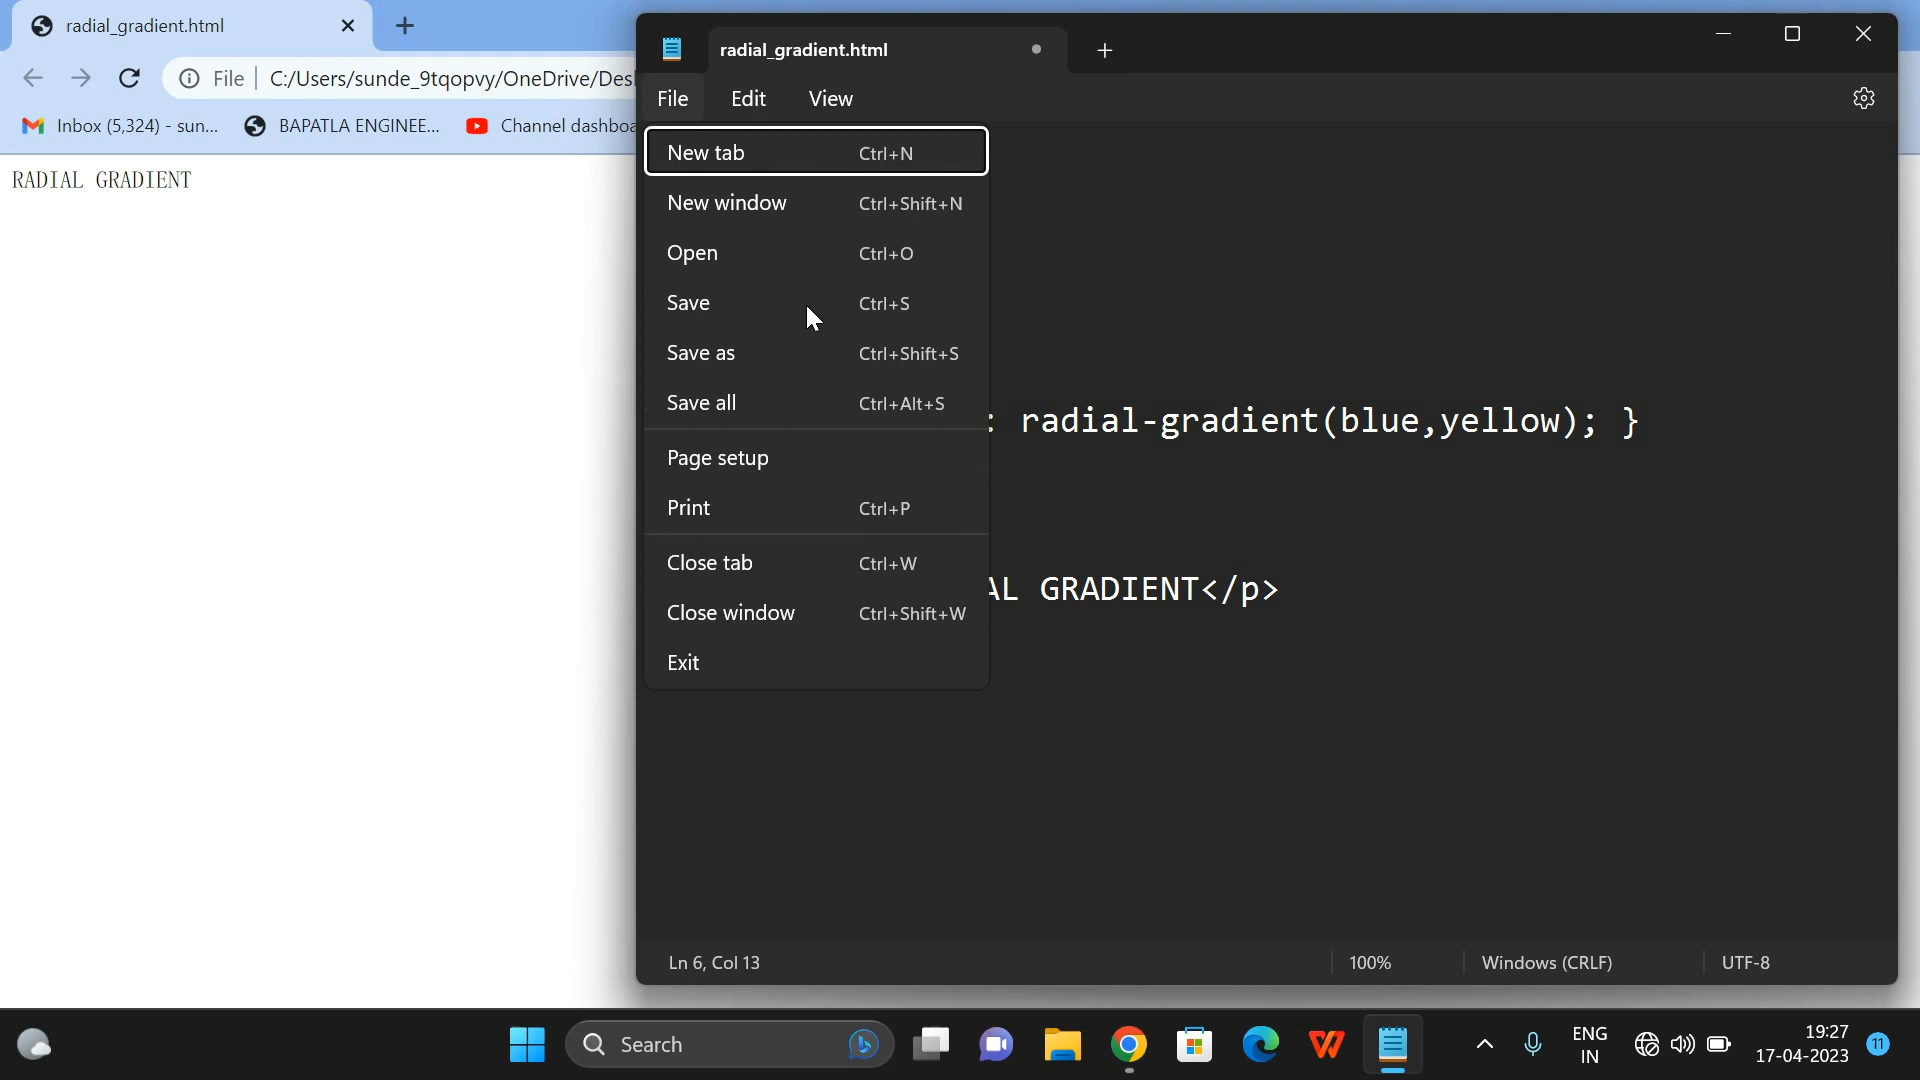 radial_gradient.html
File C:/Users/sunde_9tqopvy/OneDrive/Des
Inbox (5,324) - sun... BAPATLA ENGINEE... Channel dashboa
RADIAL GRADIENT
radial_gradient.html
File Edit View
New tab Ctrl+N
New window Ctrl+Shift+N
Open Ctrl+O
Save Ctrl+S
Save as Ctrl+Shift+S
Save all Ctrl+Alt+S
Page setup
Print Ctrl+P
Close tab Ctrl+W
Close window Ctrl+Shift+W
Exit
: radial-gradient(blue,yellow); }
AL GRADIENT</p>
Ln 6, Col 13 100% Windows (CRLF) UTF-8
Search
ENG
IN
19:27
17-04-2023
11